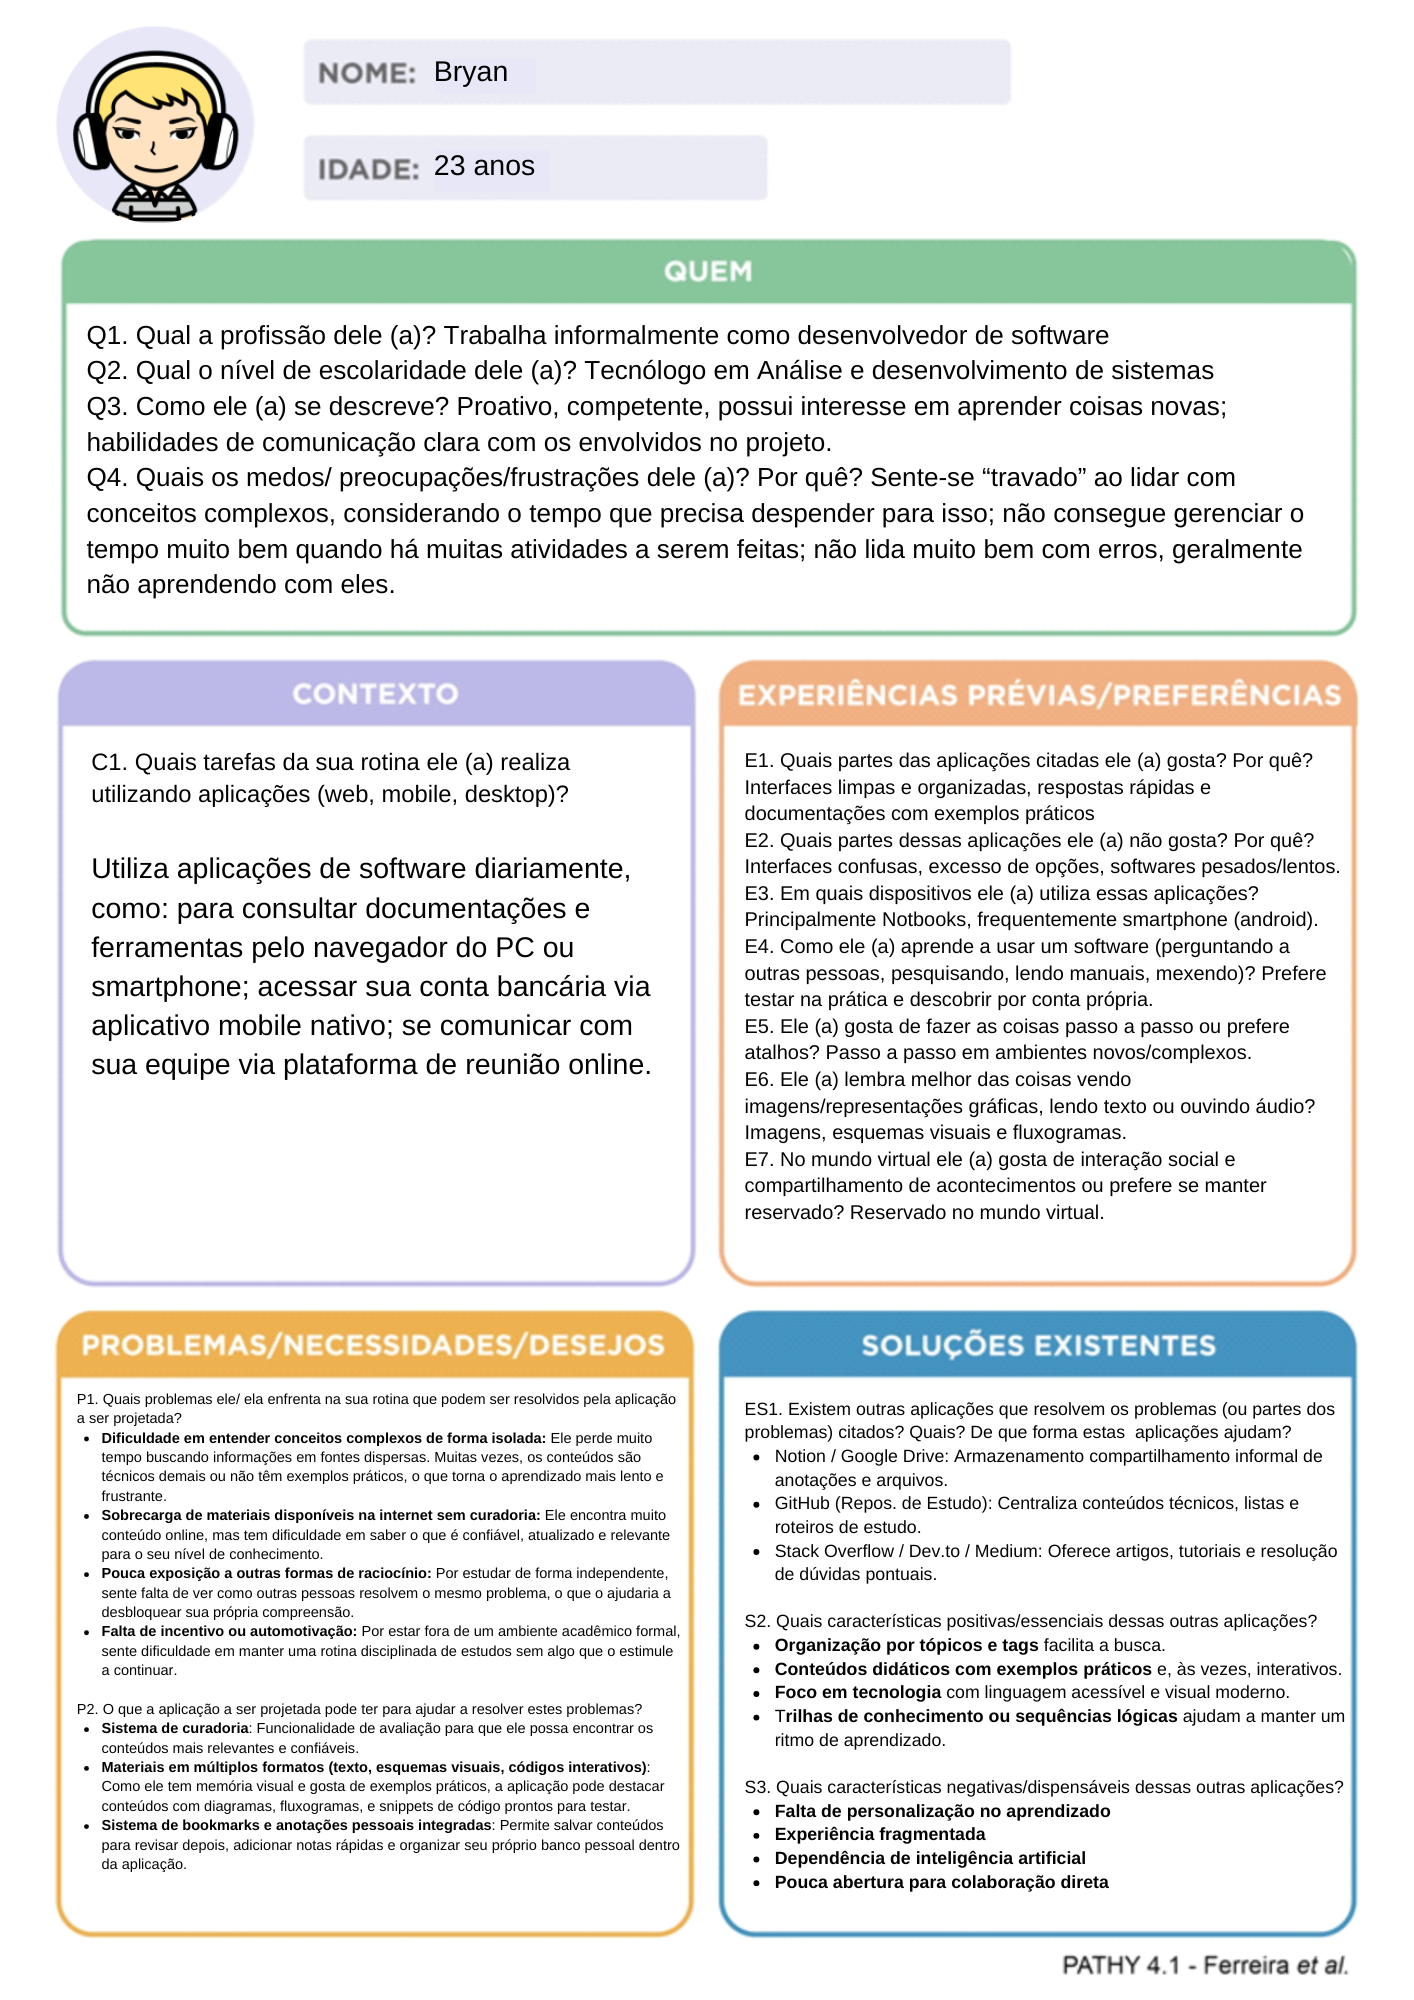 NOME: Bryan
IDADE: 23 anos
QUEM
Q1. Qual a profissão dele (a)? Trabalha informalmente como desenvolvedor de software
Q2. Qual o nível de escolaridade dele (a)? Tecnólogo em Análise e desenvolvimento de sistemas
Q3. Como ele (a) se descreve? Proativo, competente, possui interesse em aprender coisas novas;
habilidades de comunicação clara com os envolvidos no projeto.
Q4. Quais os medos/ preocupações/frustrações dele (a)? Por quê? Sente-se “travado” ao lidar com
conceitos complexos, considerando o tempo que precisa despender para isso; não consegue gerenciar o
tempo muito bem quando há muitas atividades a serem feitas; não lida muito bem com erros, geralmente
não aprendendo com eles.
CONTEXTO
C1. Quais tarefas da sua rotina ele (a) realiza
utilizando aplicações (web, mobile, desktop)?
Utiliza aplicações de software diariamente,
como: para consultar documentações e
ferramentas pelo navegador do PC ou
smartphone; acessar sua conta bancária via
aplicativo mobile nativo; se comunicar com
sua equipe via plataforma de reunião online.
EXPERIÊNCIAS PRÉVIAS/PREFERÊNCIAS
E1. Quais partes das aplicações citadas ele (a) gosta? Por quê?
Interfaces limpas e organizadas, respostas rápidas e
documentações com exemplos práticos
E2. Quais partes dessas aplicações ele (a) não gosta? Por quê?
Interfaces confusas, excesso de opções, softwares pesados/lentos.
E3. Em quais dispositivos ele (a) utiliza essas aplicações?
Principalmente Notbooks, frequentemente smartphone (android).
E4. Como ele (a) aprende a usar um software (perguntando a
outras pessoas, pesquisando, lendo manuais, mexendo)? Prefere
testar na prática e descobrir por conta própria.
E5. Ele (a) gosta de fazer as coisas passo a passo ou prefere
atalhos? Passo a passo em ambientes novos/complexos.
E6. Ele (a) lembra melhor das coisas vendo
imagens/representações gráficas, lendo texto ou ouvindo áudio?
Imagens, esquemas visuais e fluxogramas.
E7. No mundo virtual ele (a) gosta de interação social e
compartilhamento de acontecimentos ou prefere se manter
reservado? Reservado no mundo virtual.
PROBLEMAS/NECESSIDADES/DESEJOS
P1. Quais problemas ele/ ela enfrenta na sua rotina que podem ser resolvidos pela aplicação
a ser projetada?
• Dificuldade em entender conceitos complexos de forma isolada: Ele perde muito
tempo buscando informações em fontes dispersas. Muitas vezes, os conteúdos são
técnicos demais ou não têm exemplos práticos, o que torna o aprendizado mais lento e
frustrante.
• Sobrecarga de materiais disponíveis na internet sem curadoria: Ele encontra muito
conteúdo online, mas tem dificuldade em saber o que é confiável, atualizado e relevante
para o seu nível de conhecimento.
• Pouca exposição a outras formas de raciocínio: Por estudar de forma independente,
sente falta de ver como outras pessoas resolvem o mesmo problema, o que o ajudaria a
desbloquear sua própria compreensão.
• Falta de incentivo ou automotivação: Por estar fora de um ambiente acadêmico formal,
sente dificuldade em manter uma rotina disciplinada de estudos sem algo que o estimule
a continuar.
P2. O que a aplicação a ser projetada pode ter para ajudar a resolver estes problemas?
• Sistema de curadoria: Funcionalidade de avaliação para que ele possa encontrar os
conteúdos mais relevantes e confiáveis.
• Materiais em múltiplos formatos (texto, esquemas visuais, códigos interativos):
Como ele tem memória visual e gosta de exemplos práticos, a aplicação pode destacar
conteúdos com diagramas, fluxogramas, e snippets de código prontos para testar.
• Sistema de bookmarks e anotações pessoais integradas: Permite salvar conteúdos
para revisar depois, adicionar notas rápidas e organizar seu próprio banco pessoal dentro
da aplicação.
SOLUÇÕES EXISTENTES
ES1. Existem outras aplicações que resolvem os problemas (ou partes dos
problemas) citados? Quais? De que forma estas aplicações ajudam?
• Notion / Google Drive: Armazenamento compartilhamento informal de
anotações e arquivos.
• GitHub (Repos. de Estudo): Centraliza conteúdos técnicos, listas e
roteiros de estudo.
• Stack Overflow / Dev.to / Medium: Oferece artigos, tutoriais e resolução
de dúvidas pontuais.
S2. Quais características positivas/essenciais dessas outras aplicações?
• Organização por tópicos e tags facilita a busca.
• Conteúdos didáticos com exemplos práticos e, às vezes, interativos.
• Foco em tecnologia com linguagem acessível e visual moderno.
• Trilhas de conhecimento ou sequências lógicas ajudam a manter um
ritmo de aprendizado.
S3. Quais características negativas/dispensáveis dessas outras aplicações?
• Falta de personalização no aprendizado
• Experiência fragmentada
• Dependência de inteligência artificial
• Pouca abertura para colaboração direta
PATHY 4.1 - Ferreira et al.